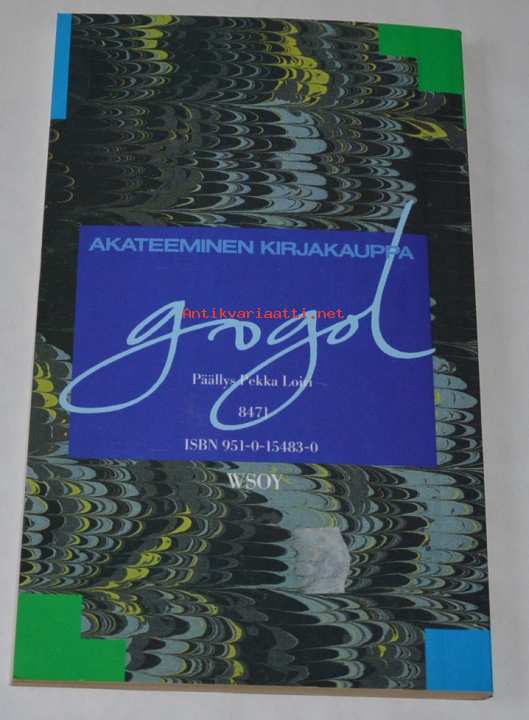 AKATEEMINEN KIRJAKAUPPA
Antikvariaatti.net
gogol
Päällys Pekka Loiri
8471
ISBN 951-0-15483-0
WSOY